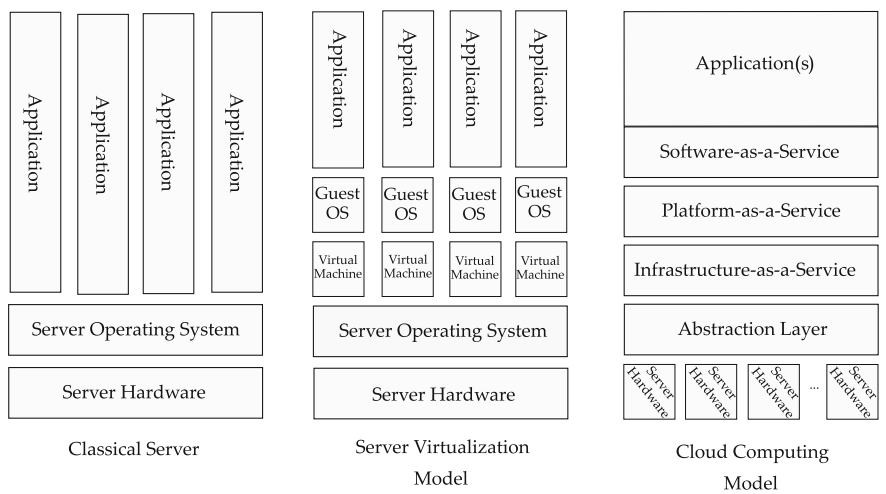 Application
Application
Application
Application
Server Operating System
Server Hardware
Classical Server
Application
Application
Application
Application
Guest
OS
Guest
OS
Guest
OS
Guest
OS
Virtual
Machine
Virtual
Machine
Virtual
Machine
Virtual
Machine
Server Operating System
Server Hardware
Server Virtualization
Model
Application(s)
Software-as-a-Service
Platform-as-a-Service
Infrastructure-as-a-Service
Abstraction Layer
Server
Hardware
Server
Hardware
Server
Hardware
...
Server
Hardware
Cloud Computing
Model